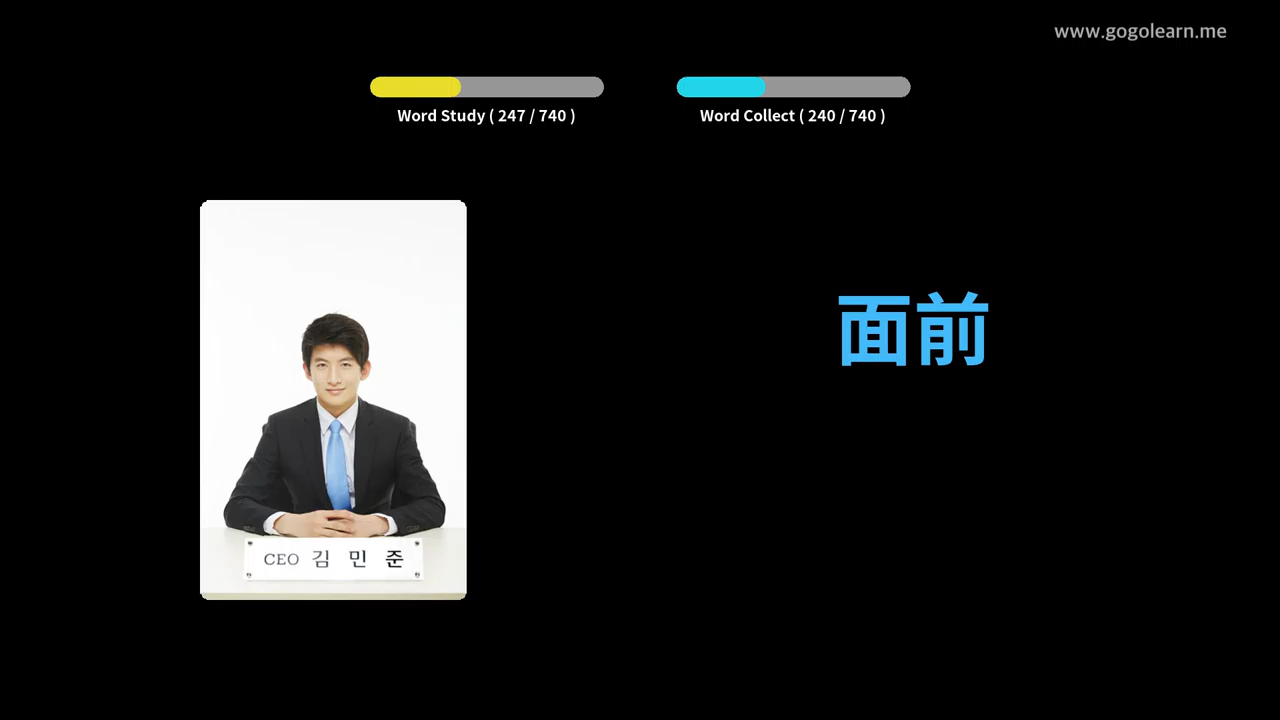 www.gogolearn.me
Word Study ( 247 / 740 )
Word Collect ( 240 / 740 )
面前
CEO 김 민 준